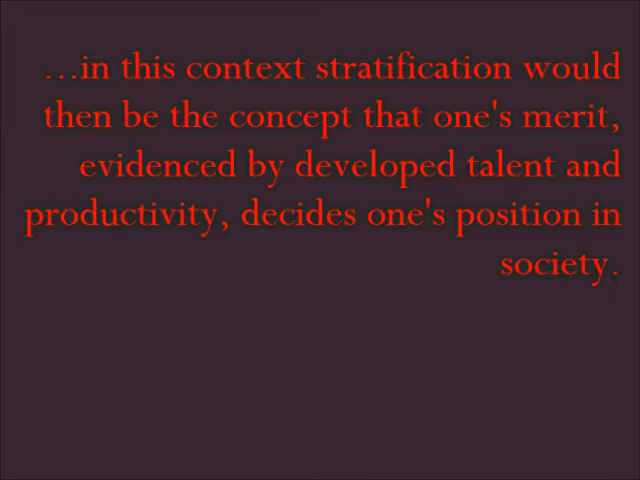 ...in this context stratification would
then be the concept that one's merit,
evidenced by developed talent and
productivity, decides one's position in
society.